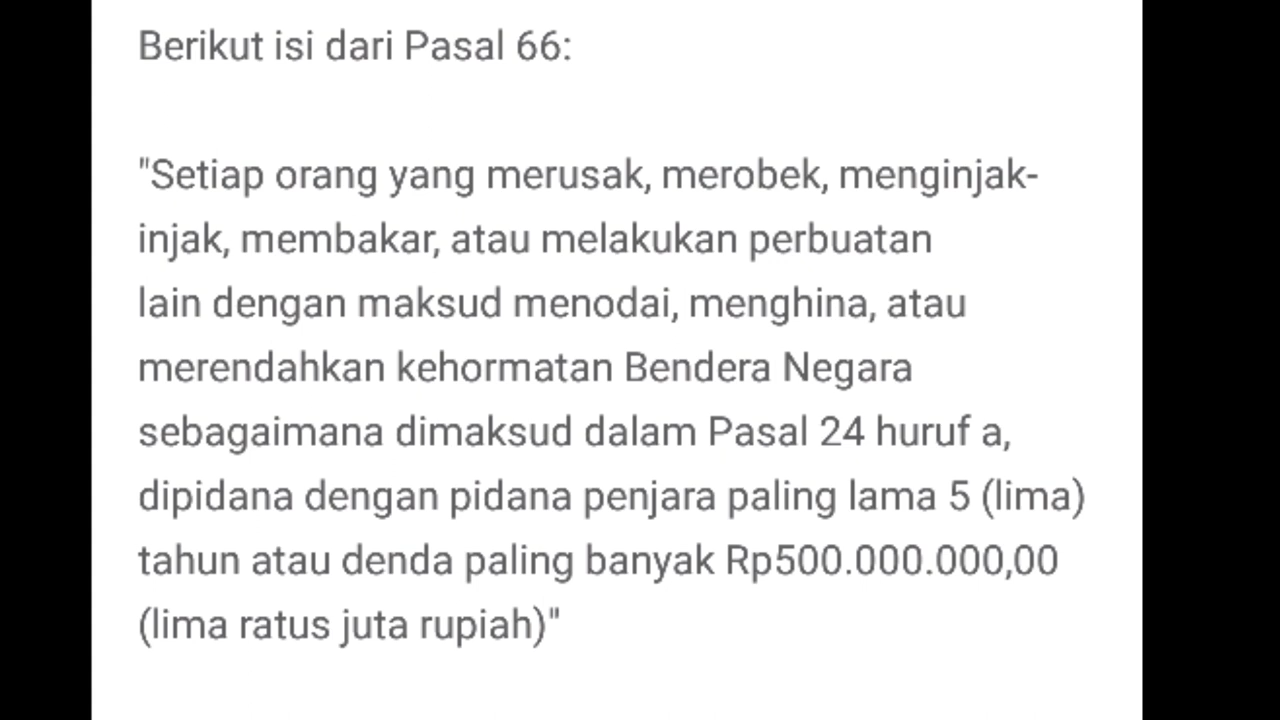 Berikut isi dari Pasal 66:
"Setiap orang yang merusak, merobek, menginjak-
injak, membakar, atau melakukan perbuatan
lain dengan maksud menodai, menghina, atau
merendahkan kehormatan Bendera Negara
sebagaimana dimaksud dalam Pasal 24 huruf a,
dipidana dengan pidana penjara paling lama 5 (lima)
tahun atau denda paling banyak Rp500.000.000,00
(lima ratus juta rupiah)"